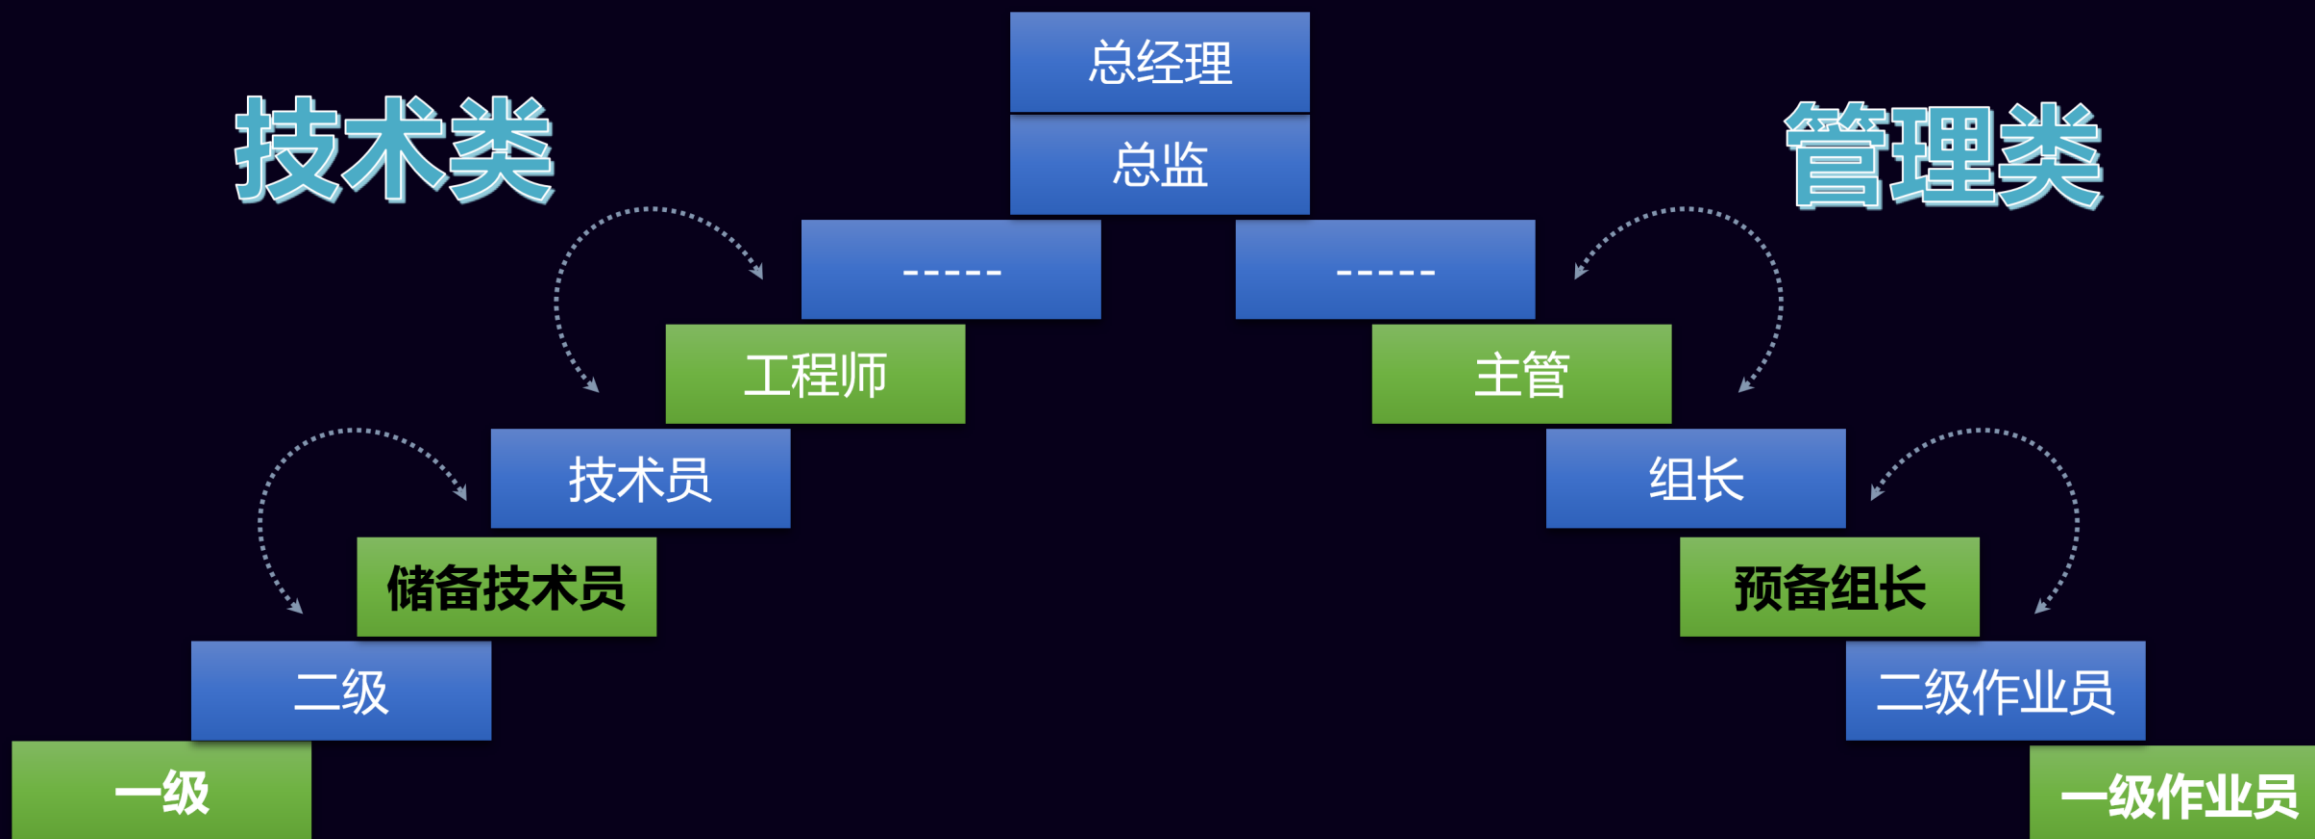 总经理
技术类
管理类
总监
-----
-----
工程师
主管
技术员
组长
储备技术员
预备组长
二级
二级作业员
一级
一级作业员